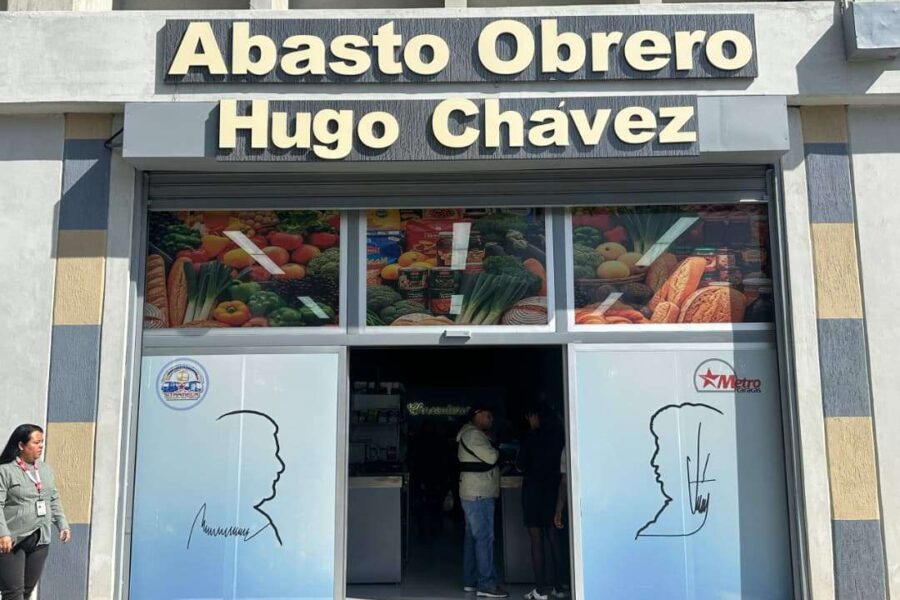 Abasto Obrero
Hugo Chávez
Metro
CARACAS